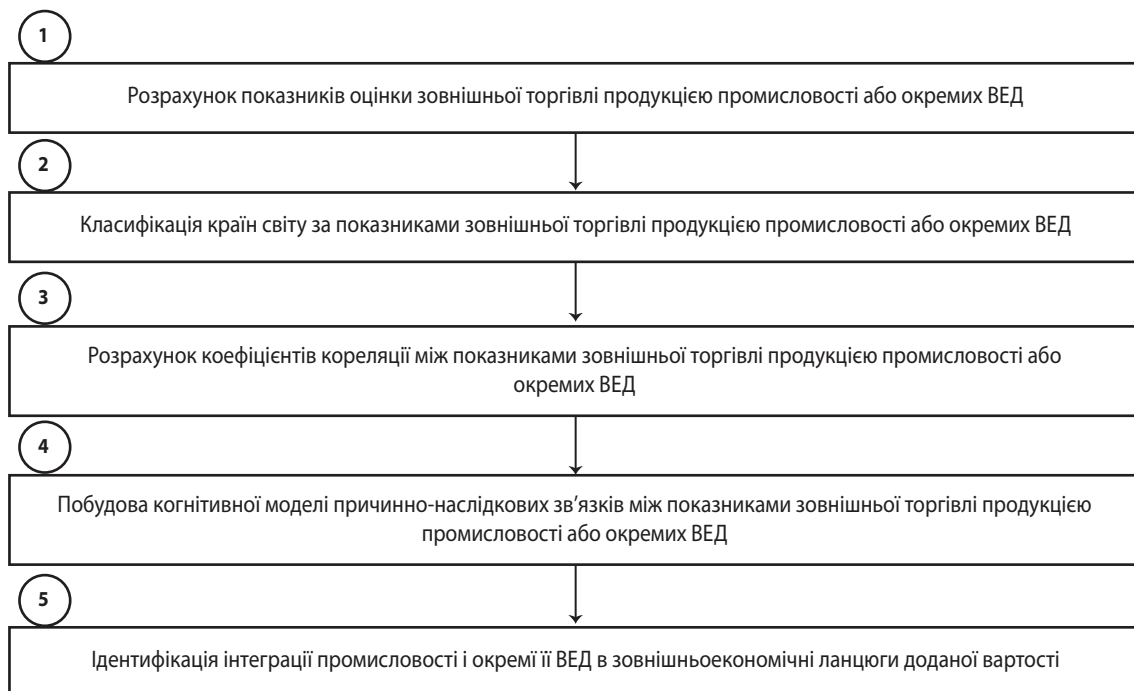 1
Розрахунок показників оцінки зовнішньої торгівлі продукцією промисловості або окремих ВЕД
2
Класифікація країн світу за показниками зовнішньої торгівлі продукцією промисловості або окремих ВЕД
3
Розрахунок коефіцієнтів кореляції між показниками зовнішньої торгівлі продукцією промисловості або
окремих ВЕД
4
Побудова когнітивної моделі причинно-наслідкових зв’язків між показниками зовнішньої торгівлі продукцією
промисловості або окремих ВЕД
5
Ідентифікація інтеграції промисловості і окремї її ВЕД в зовнішньоекономічні ланцюги доданої вартості